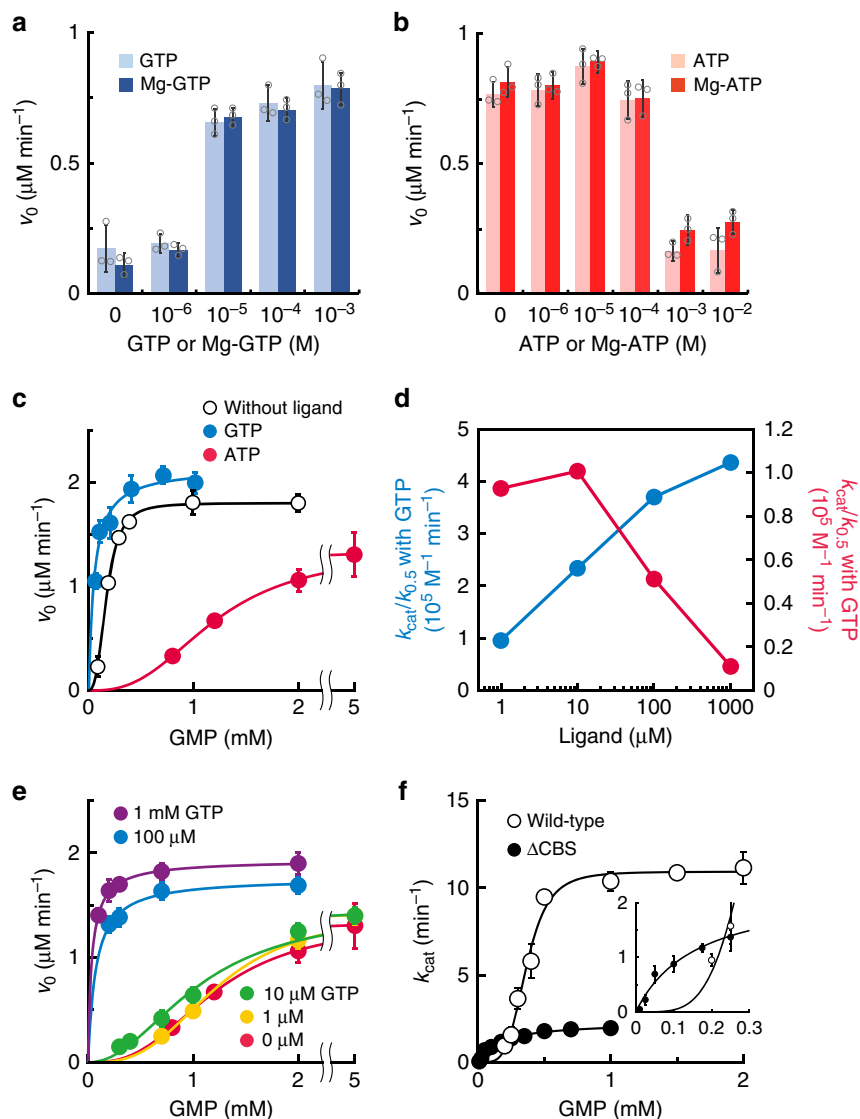 a
GTP
Mg-GTP
v0 (μM min−1)
1
0.5
0
0 10−6 10−5 10−4 10−3
GTP or Mg-GTP (M)
b
ATP
Mg-ATP
v0 (μM min−1)
1
0.5
0
0 10−6 10−5 10−4 10−3 10−2
ATP or Mg-ATP (M)
c
Without ligand
GTP
ATP
v0 (μM min−1)
2
1
0
0 1 2 5
GMP (mM)
d
kcat/k0.5 with GTP
(10^5 M−1 min−1)
5
4
3
2
1
0
1.2
1.0
0.8
0.6
0.4
0.2
0
kcat/k0.5 with GTP
(10^5 M−1 min−1)
1 10 100 1000
Ligand (μM)
e
1 mM GTP
100 μM
v0 (μM min−1)
2
1
0
10 μM GTP
1 μM
0 μM
0 1 2 5
GMP (mM)
f
Wild-type
ΔCBS
kcat (min−1)
15
10
5
0
2
1
0
0 0.1 0.2 0.3
0 1 2
GMP (mM)